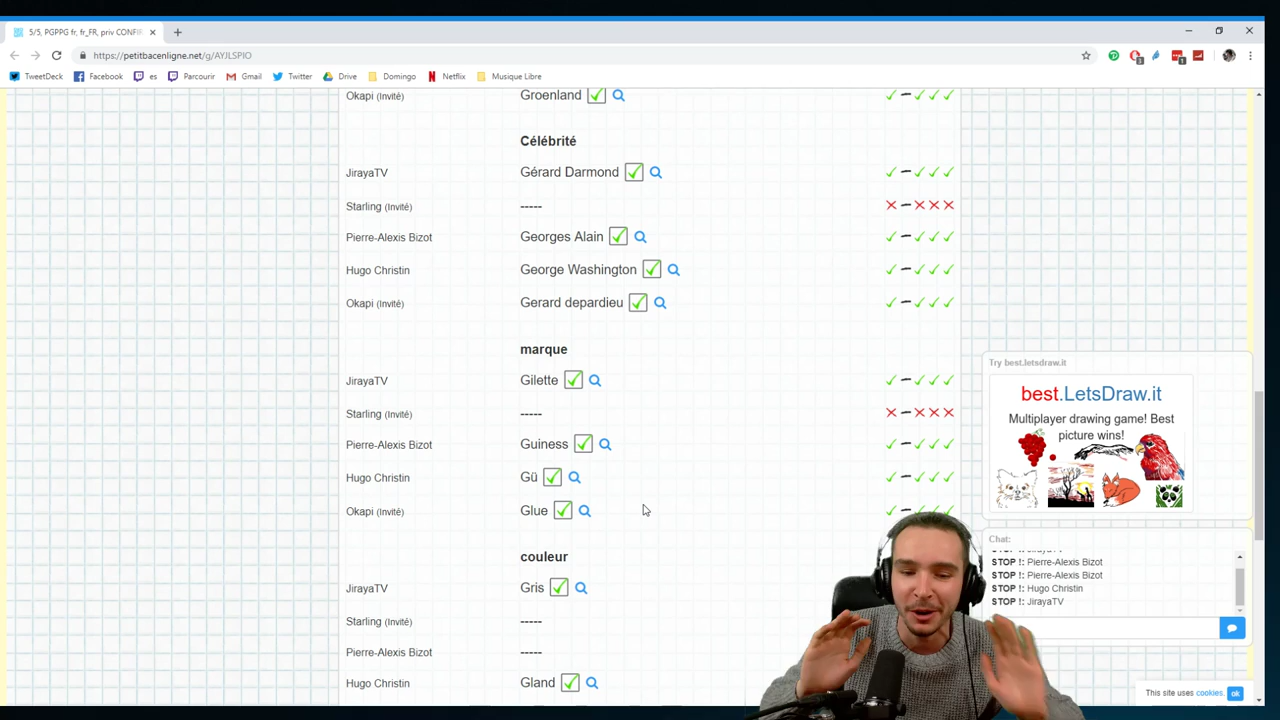 5/5, PGPPG fr, fr_FR, priv CONFIR
https://petitbacenligne.net/g/AYJLSPIO
TweetDeck Facebook es Parcourir Gmail Twitter Drive Domingo Netflix Musique Libre
Okapi (Invité) Groenland
Célébrité
JirayaTV Gérard Darmond
Starling (Invité) -----
Pierre-Alexis Bizot Georges Alain
Hugo Christin George Washington
Okapi (Invité) Gerard depardieu
marque
JirayaTV Gilette
Starling (Invité) -----
Pierre-Alexis Bizot Guiness
Hugo Christin Gü
Okapi (Invité) Glue
couleur
JirayaTV Gris
Starling (Invité) -----
Pierre-Alexis Bizot -----
Hugo Christin Gland
Try best.letsdraw.it
best.LetsDraw.it
Multiplayer drawing game! Best
picture wins!
Chat:
STOP !: JirayaTV
STOP !: Pierre-Alexis Bizot
STOP !: Pierre-Alexis Bizot
STOP !: Hugo Christin
STOP !: JirayaTV
This site uses cookies. ok